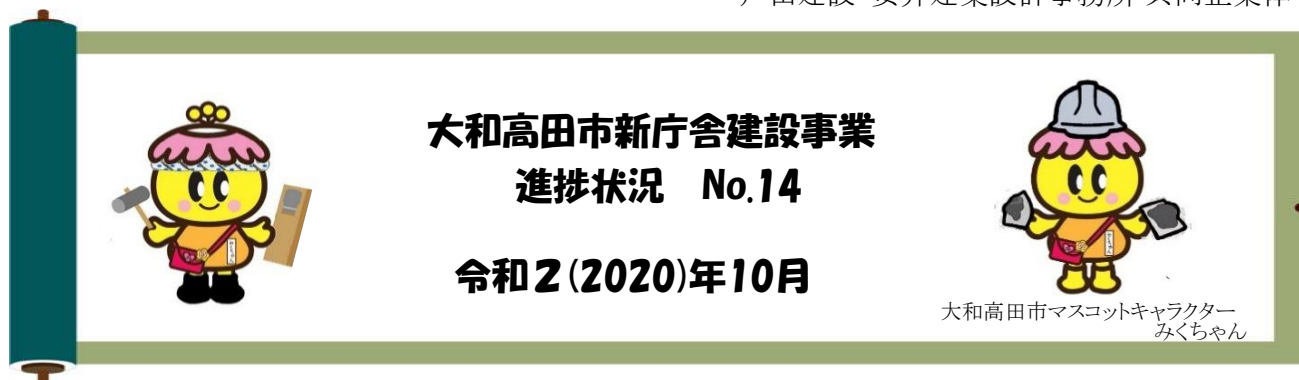 大和高田市新庁舎建設事業
進捗状況　No.14
令和2(2020)年10月
大和高田市マスコットキャラクター
みくちゃん